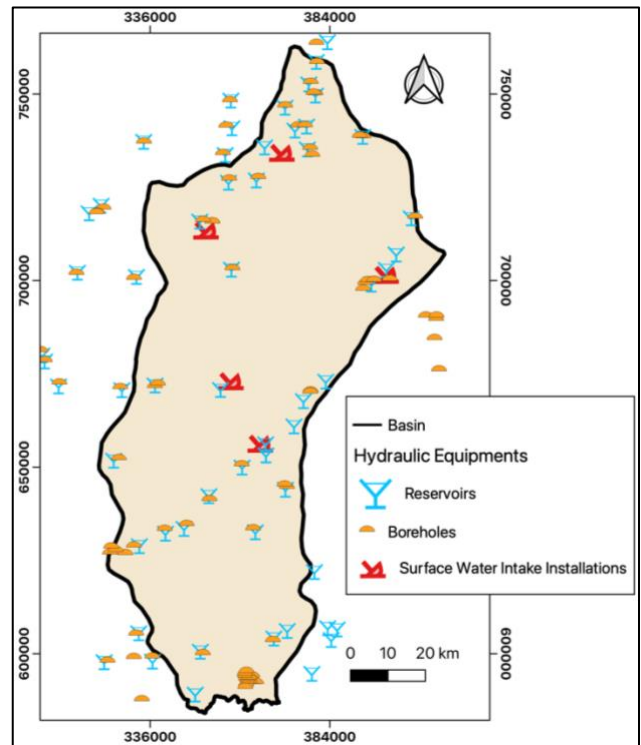 336000 384000
750000 750000
700000 700000
Basin
Hydraulic Equipments
Reservoirs
650000
Boreholes
Surface Water Intake Installations
0 10 20 km
600000 600000
336000 384000